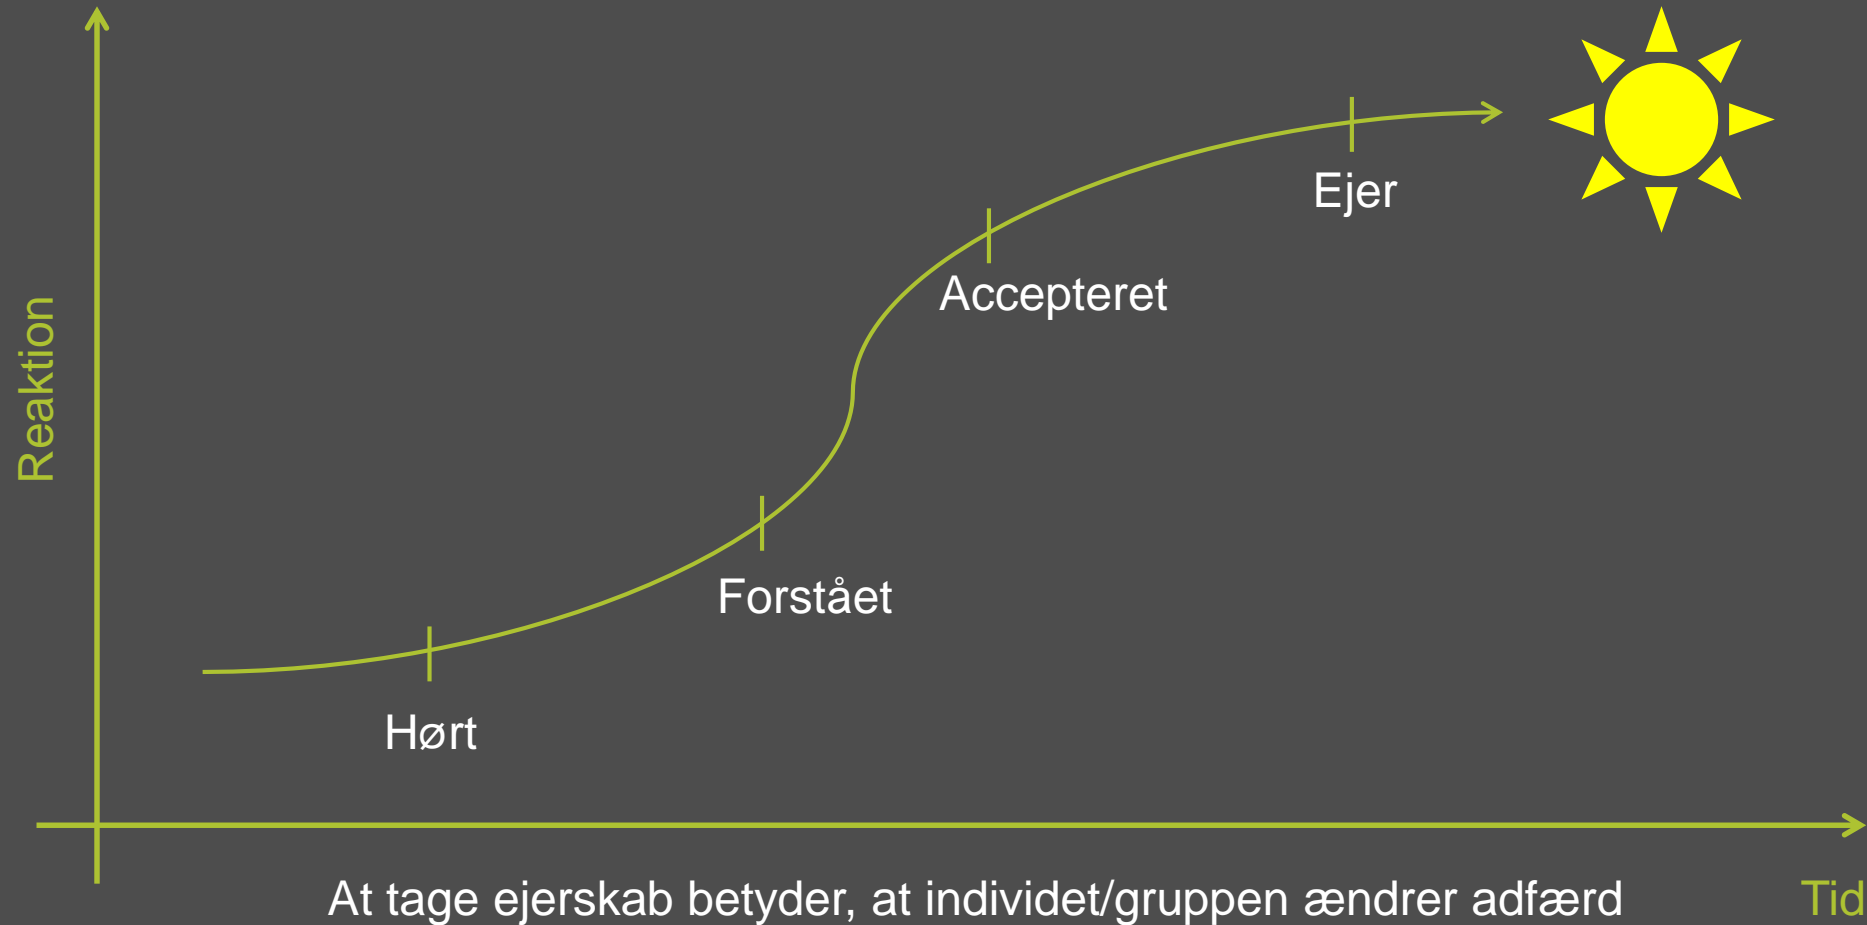 Reaktion
Ejer
Accepteret
Forstået
Hørt
At tage ejerskab betyder, at individet/gruppen ændrer adfærd
Tid